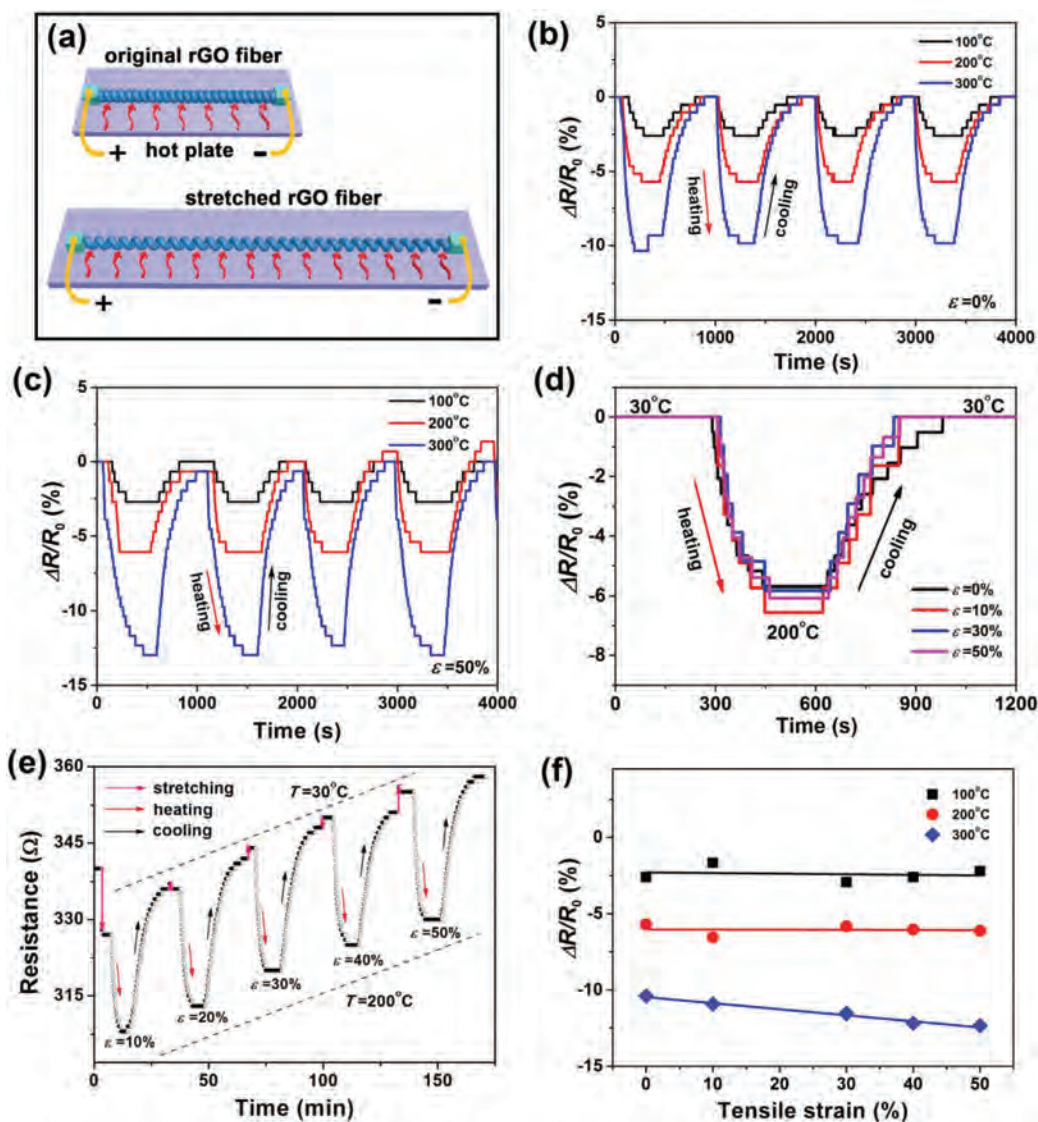 (a)
original rGO fiber
+ hot plate -
stretched rGO fiber
+ -
(b)
100°C
200°C
300°C
5
0
-5
-10
-15
ΔR/R0 (%)
heating
cooling
ε=0%
0 1000 2000 3000 4000
Time (s)
(c)
100°C
200°C
300°C
5
0
-5
-10
-15
ΔR/R0 (%)
heating
cooling
ε=50%
0 1000 2000 3000 4000
Time (s)
(d)
30°C 30°C
0
-2
-4
-6
-8
ΔR/R0 (%)
heating
cooling
200°C
ε=0%
ε=10%
ε=30%
ε=50%
0 300 600 900 1200
Time (s)
(e)
stretching
heating
cooling
T=30°C
360
345
330
315
Resistance (Ω)
ε=10%
ε=20%
ε=30%
ε=40%
ε=50%
T=200°C
0 50 100 150
Time (min)
(f)
100°C
200°C
300°C
0
-5
-10
-15
ΔR/R0 (%)
0 10 20 30 40 50
Tensile strain (%)